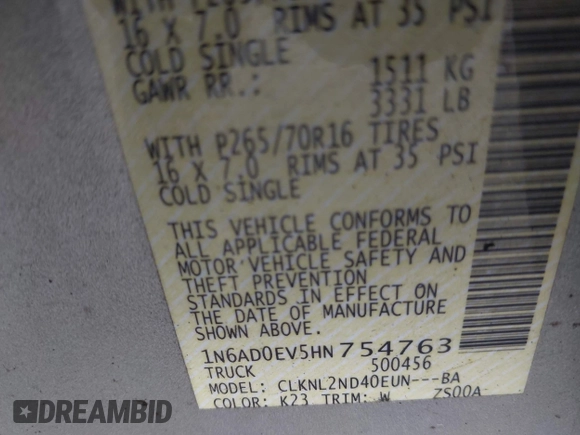 16 X 7.0 RIMS AT 35 PSI
COLD SINGLE
GAWR RR.: 1511 KG
3331 LB
WITH P265/70R16 TIRES
16 X 7.0 RIMS AT 35 PSI
COLD SINGLE
THIS VEHICLE CONFORMS TO
ALL APPLICABLE FEDERAL
MOTOR VEHICLE SAFETY AND
THEFT PREVENTION
STANDARDS IN EFFECT ON
THE DATE OF MANUFACTURE
SHOWN ABOVE.
1N6AD0EV5HN754763
TRUCK 500456
MODEL: CLKNL2ND40EUN---BA
COLOR: K23 TRIM: W ZS00A-
DREAMBID